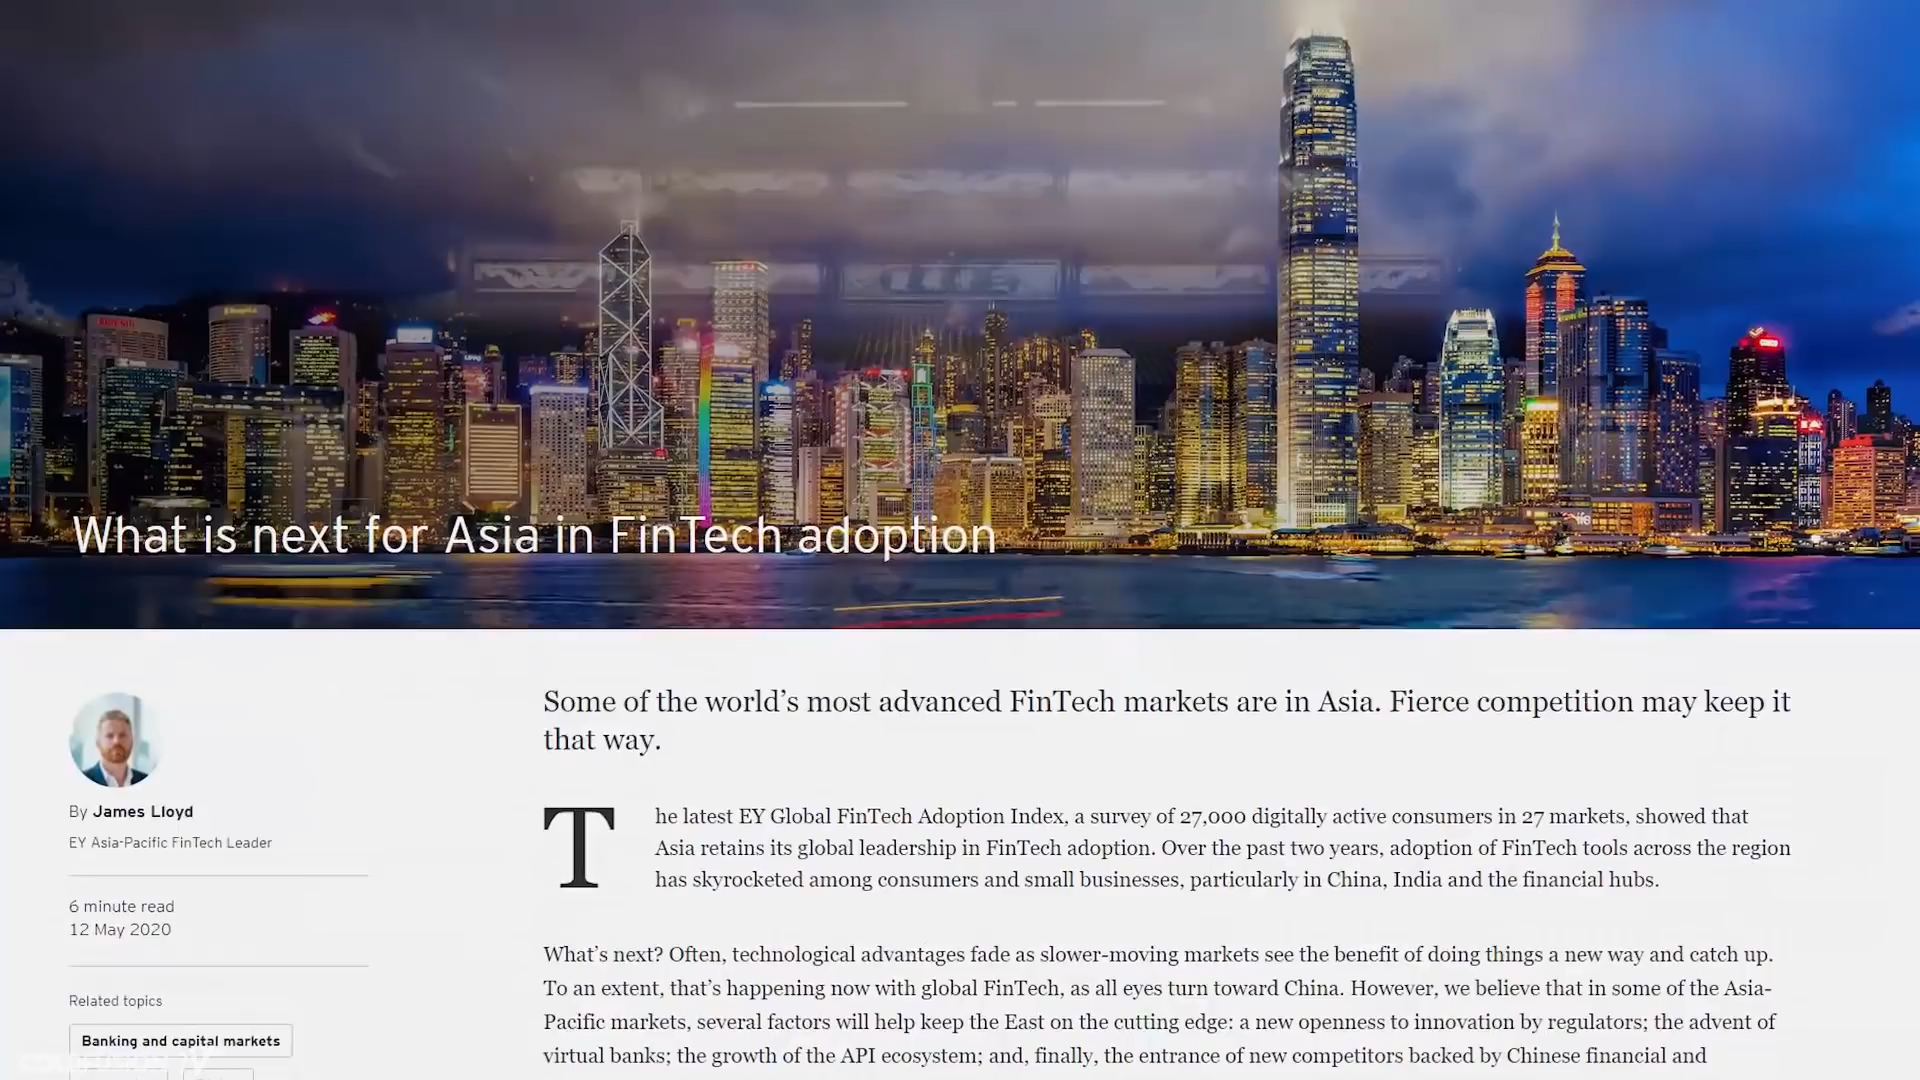 What is next for Asia in FinTech adoption
Some of the world's most advanced FinTech markets are in Asia. Fierce competition may keep it
that way.
By James Lloyd
EY Asia-Pacific FinTech Leader
6 minute read
12 May 2020
Related topics
Banking and capital markets
The latest EY Global FinTech Adoption Index, a survey of 27,000 digitally active consumers in 27 markets, showed that
Asia retains its global leadership in FinTech adoption. Over the past two years, adoption of FinTech tools across the region
has skyrocketed among consumers and small businesses, particularly in China, India and the financial hubs.
What's next? Often, technological advantages fade as slower-moving markets see the benefit of doing things a new way and catch up.
To an extent, that's happening now with global FinTech, as all eyes turn toward China. However, we believe that in some of the Asia-
Pacific markets, several factors will help keep the East on the cutting edge: a new openness to innovation by regulators; the advent of
virtual banks; the growth of the API ecosystem; and, finally, the entrance of new competitors backed by Chinese financial and